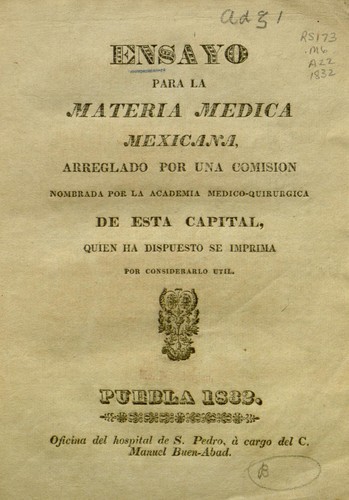 ad 31
RS173
.M6
A22
1832
ENSAYO
PARA LA
MATERIA MEDICA
MEXICANA,
ARREGLADO POR UNA COMISION
NOMBRADA POR LA ACADEMIA MEDICO-QUIRURGICA
DE ESTA CAPITAL,
QUIEN HA DISPUESTO SE IMPRIMA
POR CONSIDERARLO UTIL.
PUEBLA 1832.
Oficina del hospital de S. Pedro, à cargo del C.
Manuel Buen-Abad.
B